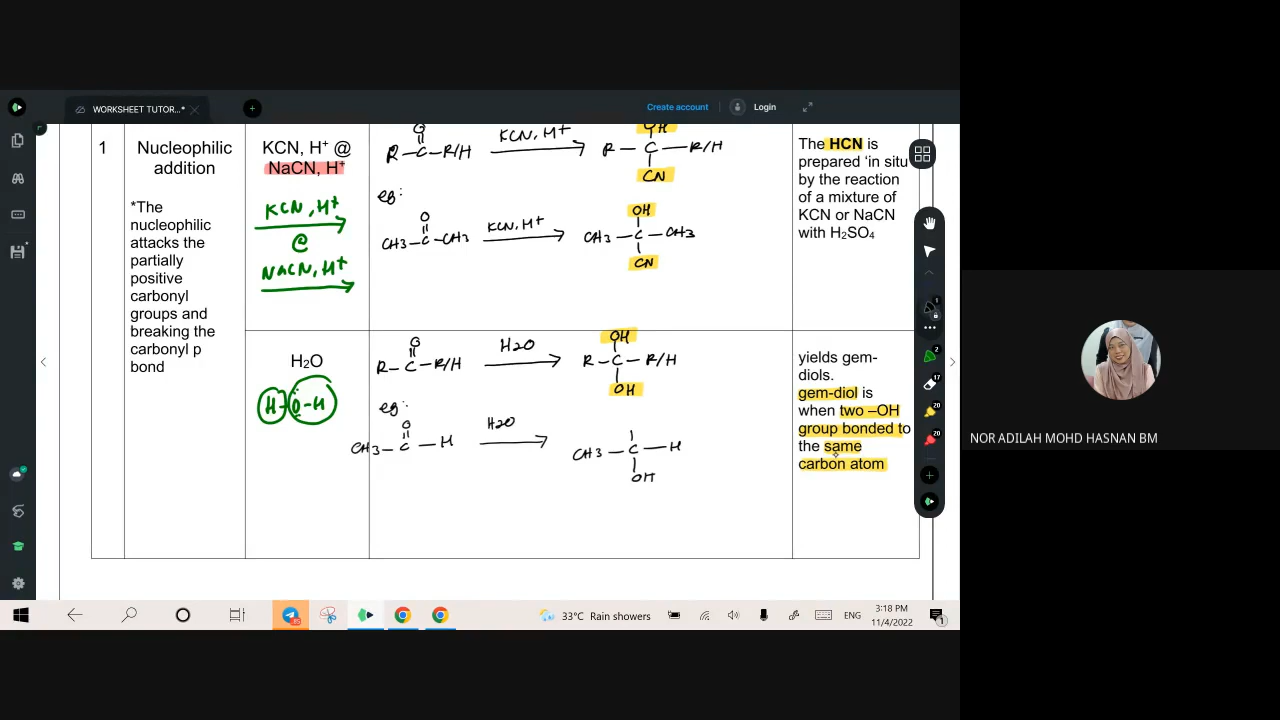 WORKSHEET TUTOR...*
Create account
Login
1
Nucleophilic
addition
*The
nucleophilic
attacks the
partially
positive
carbonyl
groups and
breaking the
carbonyl p
bond
KCN, H⁺ @
NaCN, H⁺
KCN, H⁺
@
NACN, H⁺
O
R – C – R/H
KCN, H⁺
OH
R – C – R/H
CN
eg:
O
CH3 – C – CH3
KCN, H⁺
OH
CH3 – C – CH3
CN
The HCN is
prepared 'in situ
by the reaction
of a mixture of
KCN or NaCN
with H₂SO₄
H₂O
H – O – H
O
R – C – R/H
H2O
OH
R – C – R/H
OH
eg:
O
CH3 – C – H
H2O
CH3 – C – H
OH
yields gem-
diols.
gem-diol is
when two –OH
group bonded to
the same
carbon atom
NOR ADILAH MOHD HASNAN BM
33°C Rain showers
ENG
3:18 PM
11/4/2022